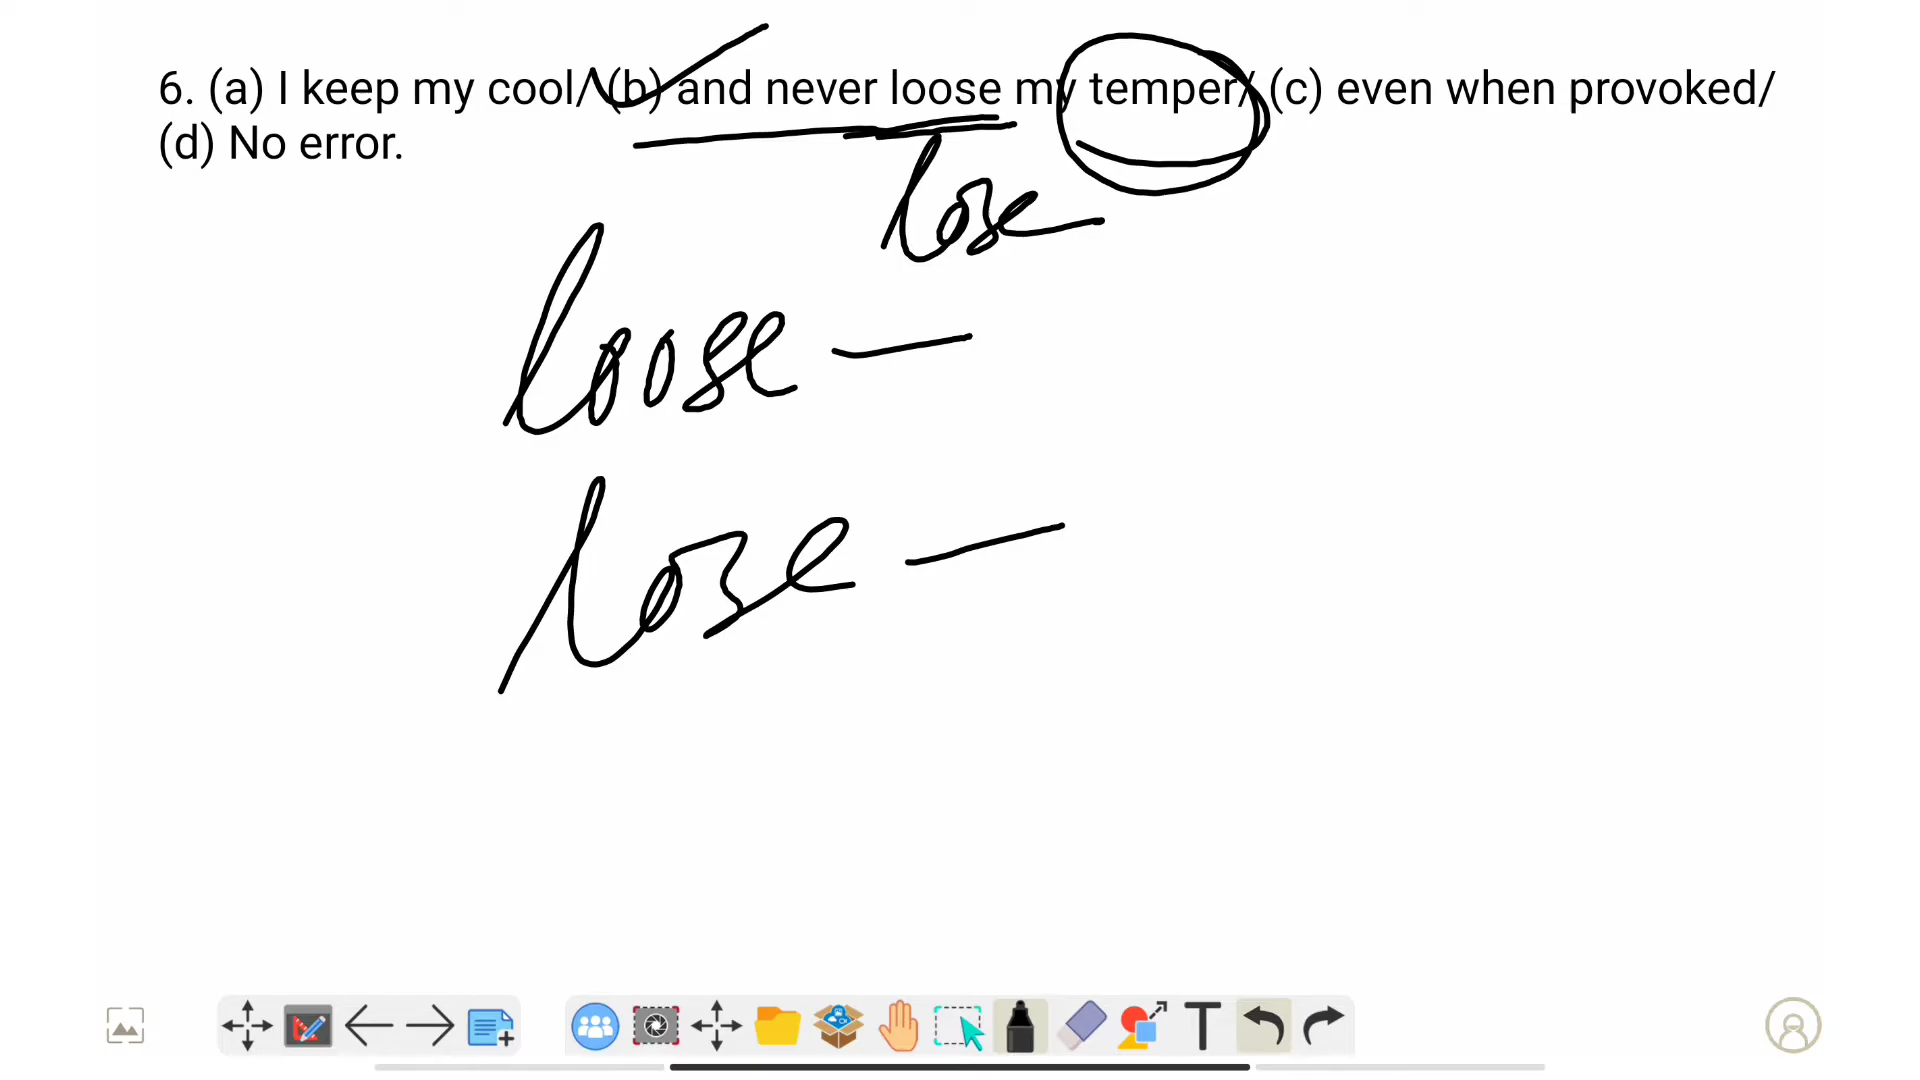 6. (a) I keep my cool/ (b) and never loose my temper/ (c) even when provoked/
(d) No error.
lose
loose —
lose —
T